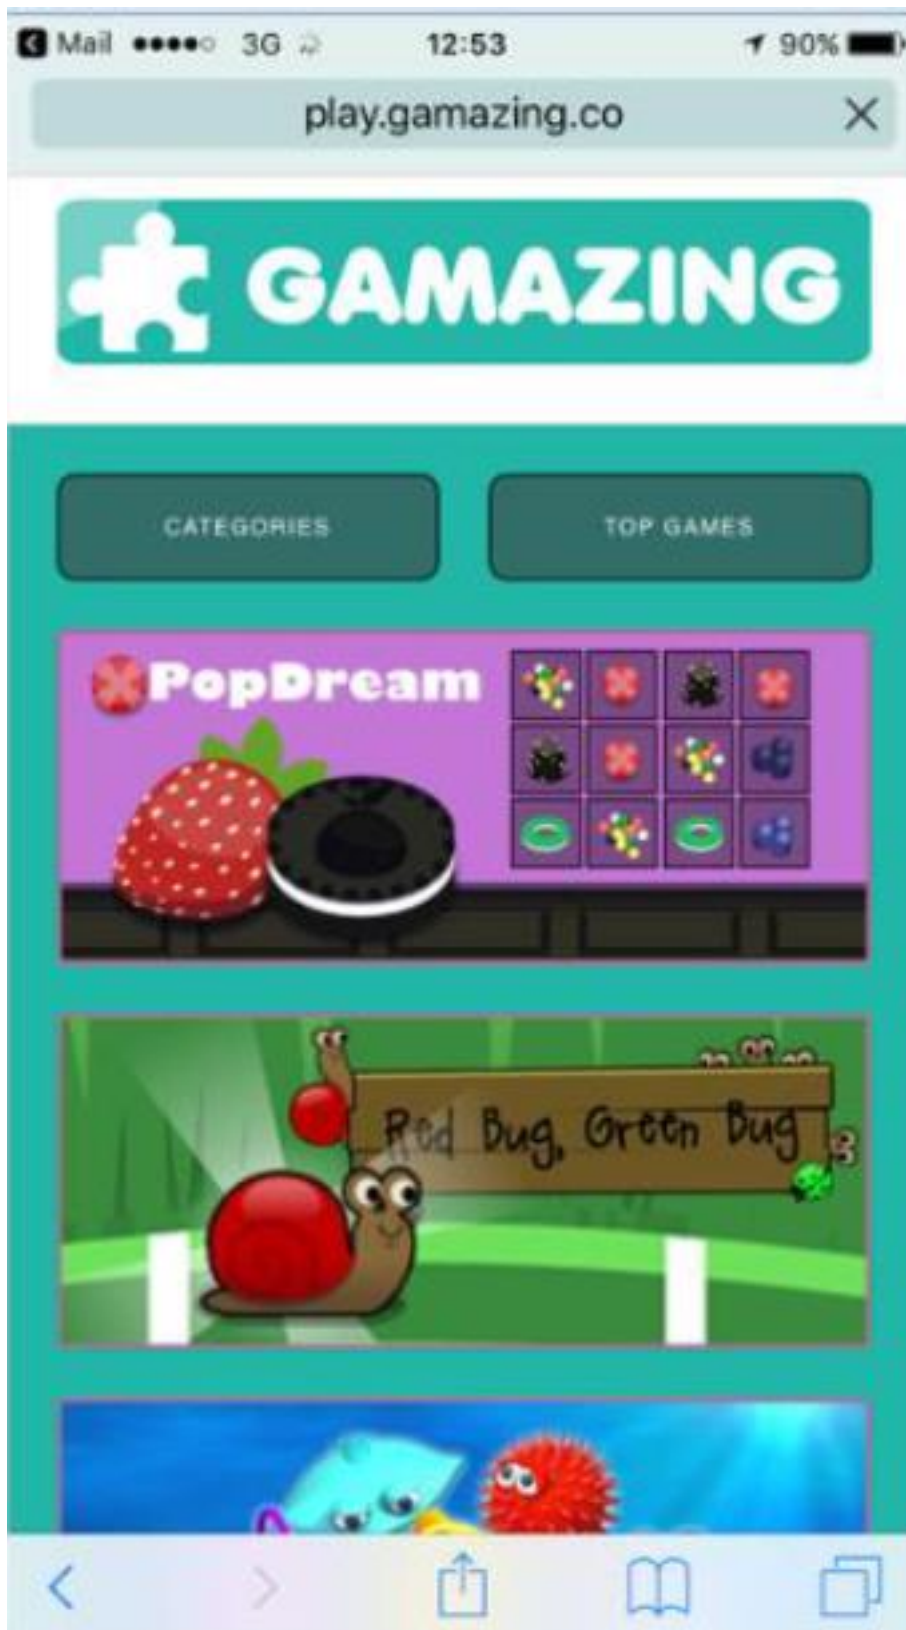 Mail 3G 12:53 90%
play.gamazing.co
GAMAZING
CATEGORIES TOP GAMES
PopDream
Red Bug, Green Bug